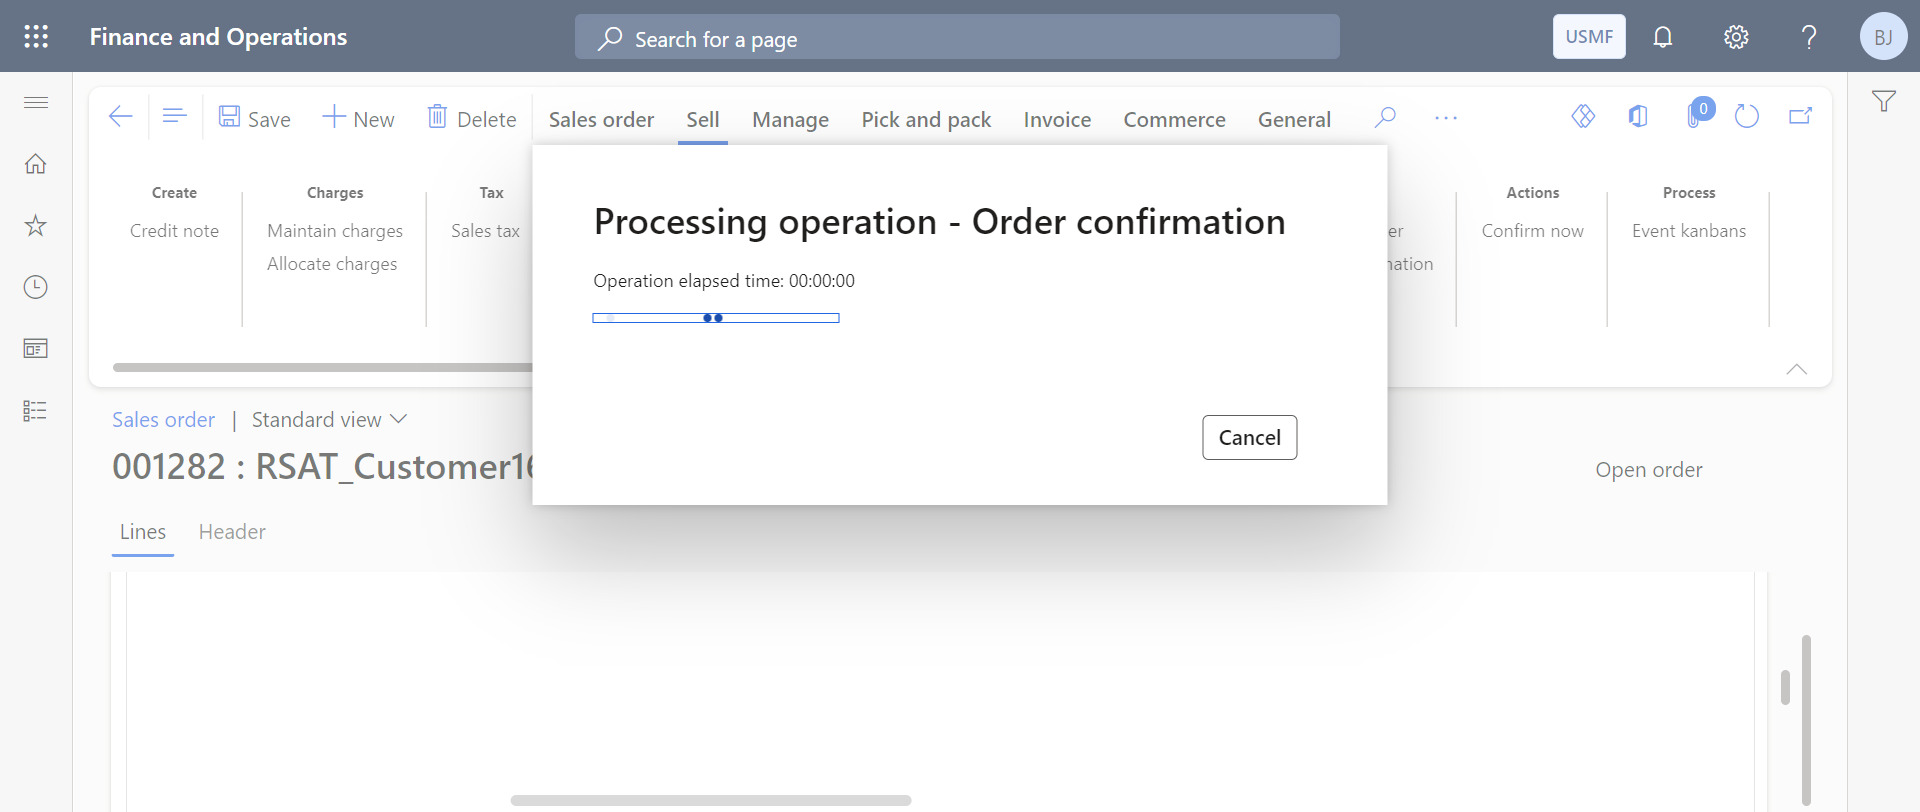 Finance and Operations
Search for a page
USMF
BJ
Save
New
Delete
Sales order
Sell
Manage
Pick and pack
Invoice
Commerce
General
0
Create
Credit note
Charges
Maintain charges
Allocate charges
Tax
Sales tax
Actions
Confirm now
Process
Event kanbans
Processing operation - Order confirmation
Operation elapsed time: 00:00:00
Cancel
Sales order | Standard view
001282 : RSAT_Customer16
Open order
Lines
Header